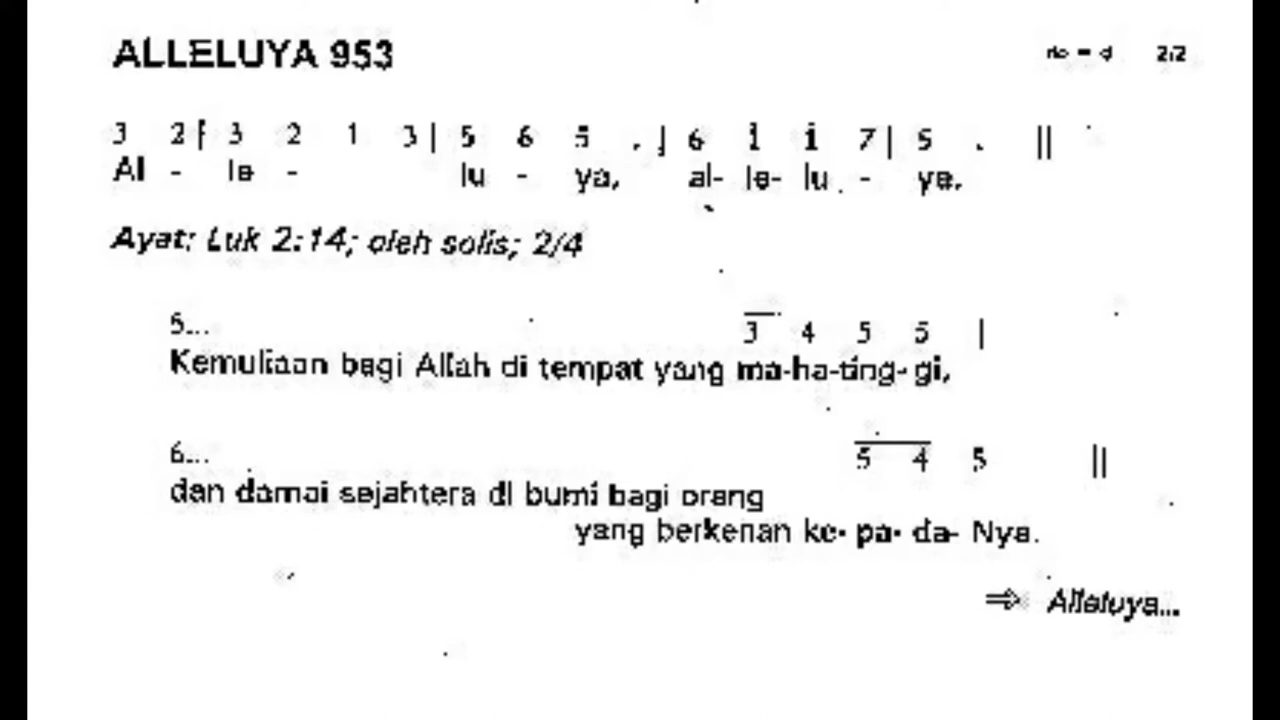 ALLELUYA 953
do = d 2/2
3 2 | 3 2 1 3 | 5 6 5 . | 6 1̇ 1̇ 7 | 5 . ||
Al - le - lu - ya, al- le- lu - ya.
Ayat: Luk 2:14; oleh solis; 2/4
5... 3 4 5 5 |
Kemuliaan bagi Allah di tempat yang ma-ha-ting-gi,
6... 5 4 5 ||
dan damai sejahtera di bumi bagi orang
yang berkenan ke- pa- da- Nya.
⇒ Alleluya...